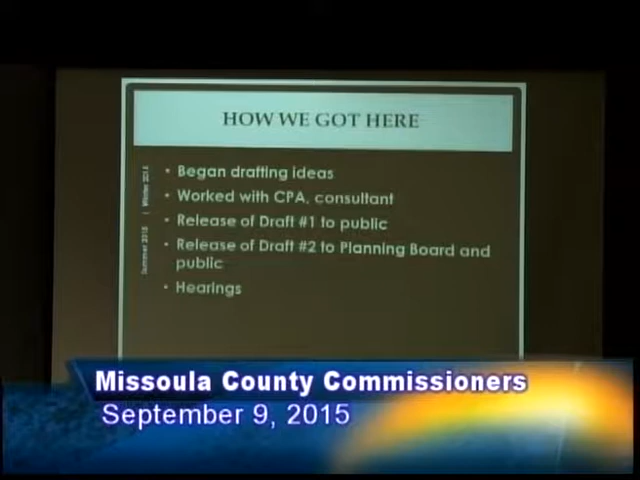 HOW WE GOT HERE
• Began drafting ideas
• Worked with CPA, consultant
• Release of Draft #1 to public
• Release of Draft #2 to Planning Board and
public
• Hearings
Missoula County Commissioners
September 9, 2015